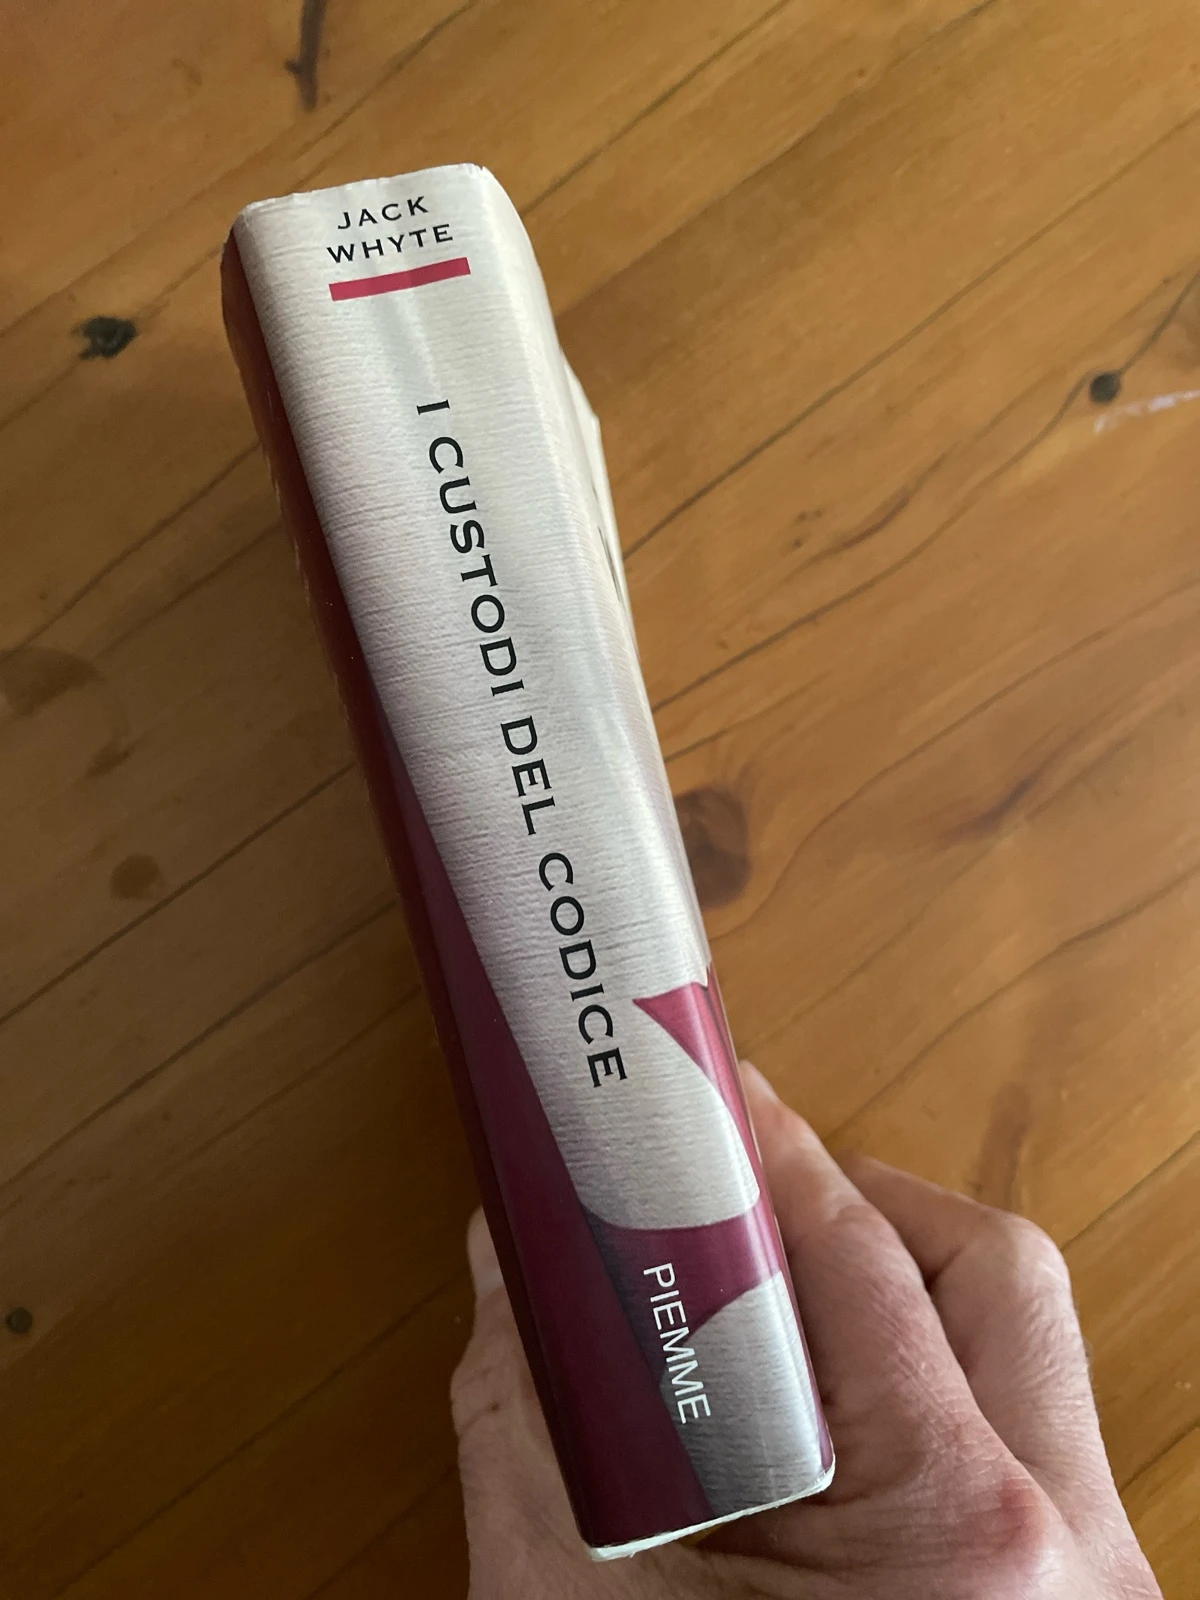 JACK
WHYTE
I CUSTODI DEL CODICE
PIEMME